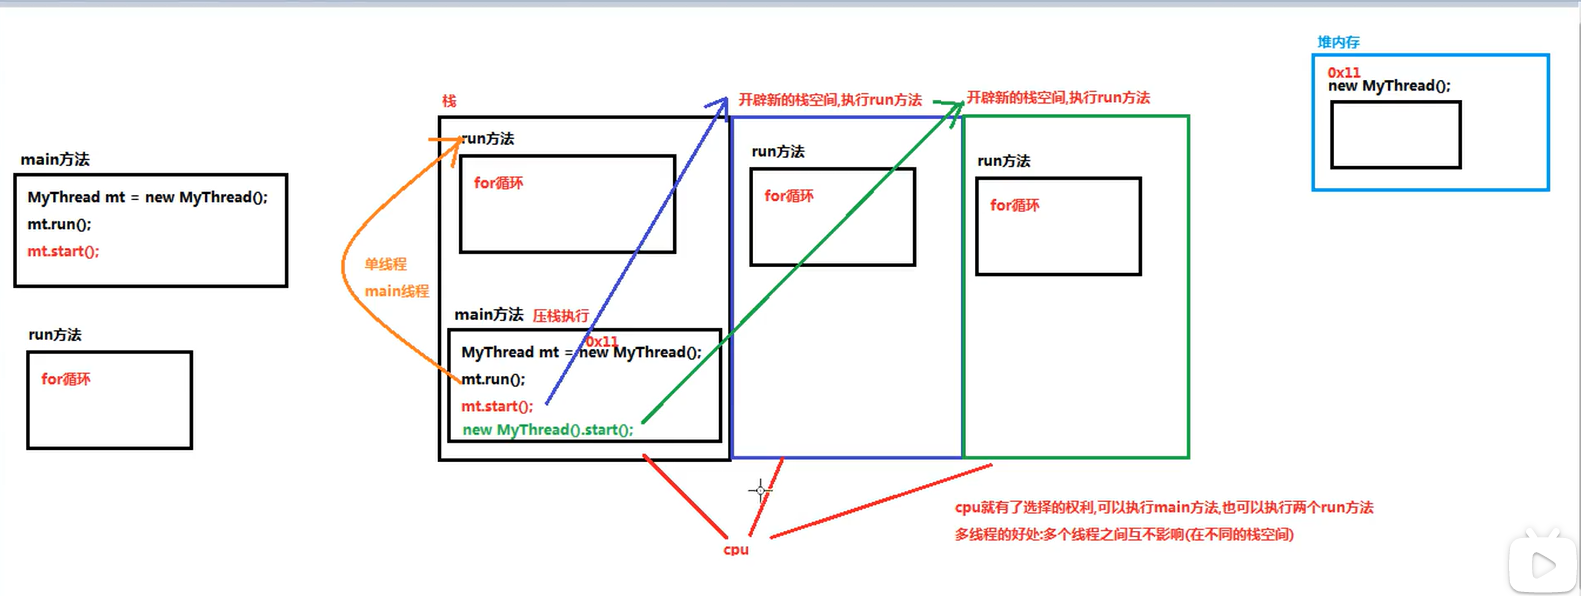 main方法
MyThread mt = new MyThread();
mt.run();
mt.start();
run方法
for循环
单线程
main线程
栈
run方法
for循环
main方法 压栈执行
0x11
MyThread mt = new MyThread();
mt.run();
mt.start();
new MyThread().start();
开辟新的栈空间,执行run方法
run方法
for循环
开辟新的栈空间,执行run方法
run方法
for循环
cpu
cpu就有了选择的权利,可以执行main方法,也可以执行两个run方法
多线程的好处:多个线程之间互不影响(在不同的栈空间)
堆内存
0x11
new MyThread();